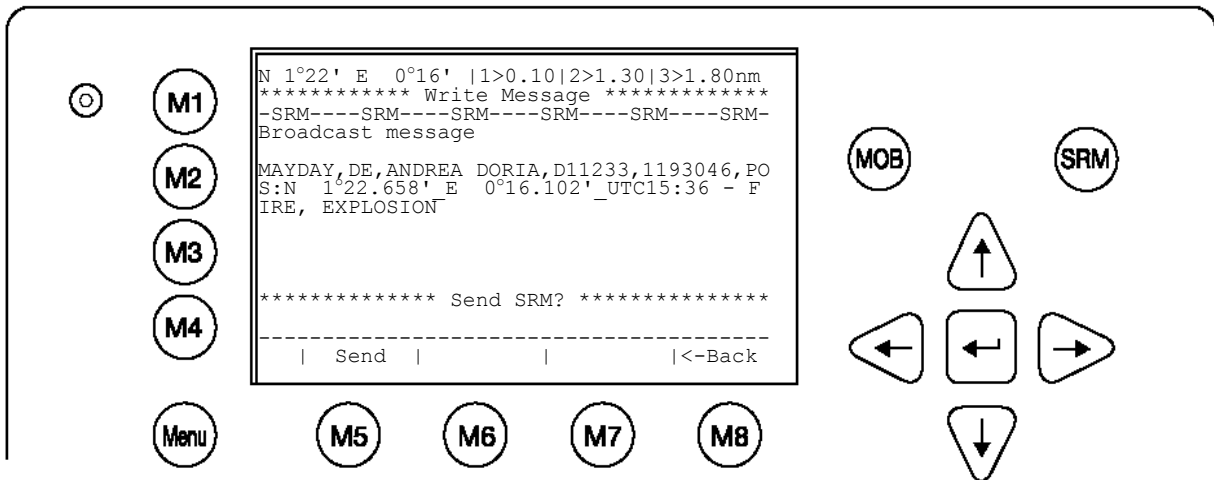 N 1°22' E  0°16' |1>0.10|2>1.30|3>1.80nm
************ Write Message *************
-SRM----SRM----SRM----SRM----SRM----SRM-
Broadcast message
MAYDAY,DE,ANDREA DORIA,D11233,1193046,PO
S:N  1°22.658'_E  0°16.102'_UTC15:36 - F
IRE, EXPLOSION
************** Send SRM? ***************
----------------------------------------
| Send | | |<-Back
M1
M2
M3
M4
Menu
M5
M6
M7
M8
MOB
SRM